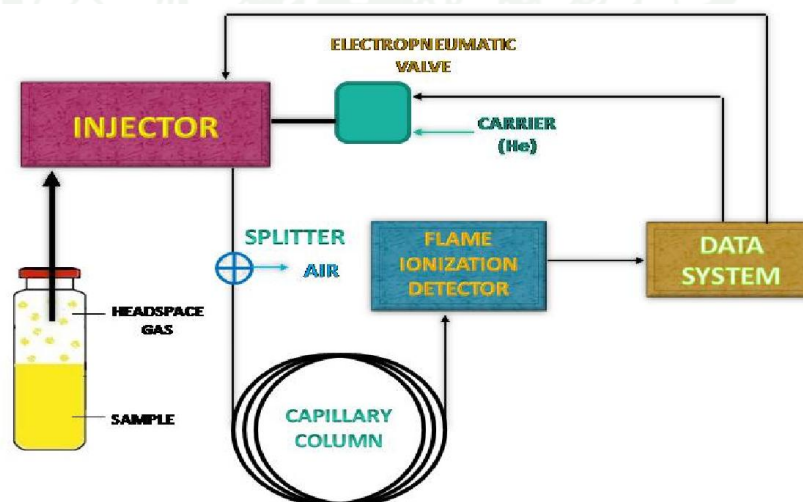 ELECTROPNEUMATIC
VALVE
INJECTOR
CARRIER
(He)
SPLITTER
AIR
FLAME
IONIZATION
DETECTOR
DATA
SYSTEM
HEADSPACE
GAS
SAMPLE
CAPILLARY
COLUMN